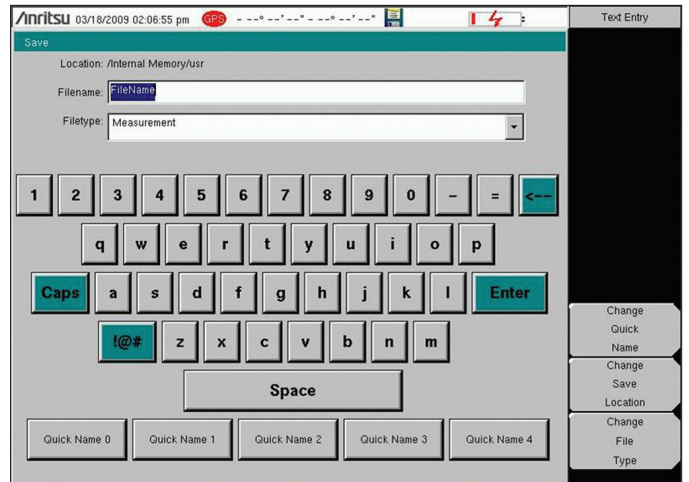 Anritsu 03/18/2009 02:06:55 pm GPS - --° --'--" - --° --'--"
Text Entry
Save
Location: /Internal Memory/usr
Filename: FileName
Filetype: Measurement
1 2 3 4 5 6 7 8 9 0 - = <--
q w e r t y u i o p
Caps a s d f g h j k l Enter
!@# z x c v b n m
Space
Quick Name 0 Quick Name 1 Quick Name 2 Quick Name 3 Quick Name 4
Change
Quick
Name
Change
Save
Location
Change
File
Type